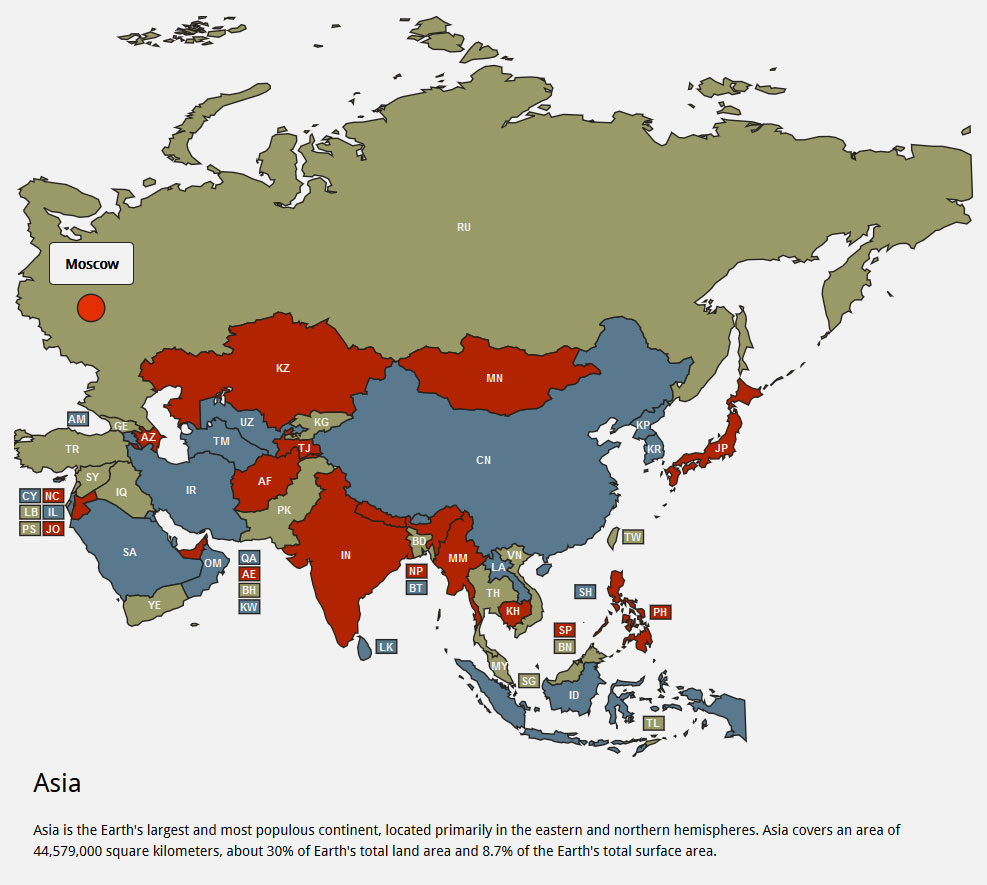 RU
Moscow
KZ
MN
AM
GE
AZ
UZ
KG
KP
TR
TM
TJ
KR
JP
SY
IQ
IR
AF
CN
CY NC
LB IL
PS JO
PK
SA
OM
IN
BD
MM
LA
VN
TW
QA
AE
BH
KW
NP
BT
TH
SH
YE
KH
PH
SP
BN
LK
MY
SG
ID
TL
Asia
Asia is the Earth's largest and most populous continent, located primarily in the eastern and northern hemispheres. Asia covers an area of
44,579,000 square kilometers, about 30% of Earth's total land area and 8.7% of the Earth's total surface area.